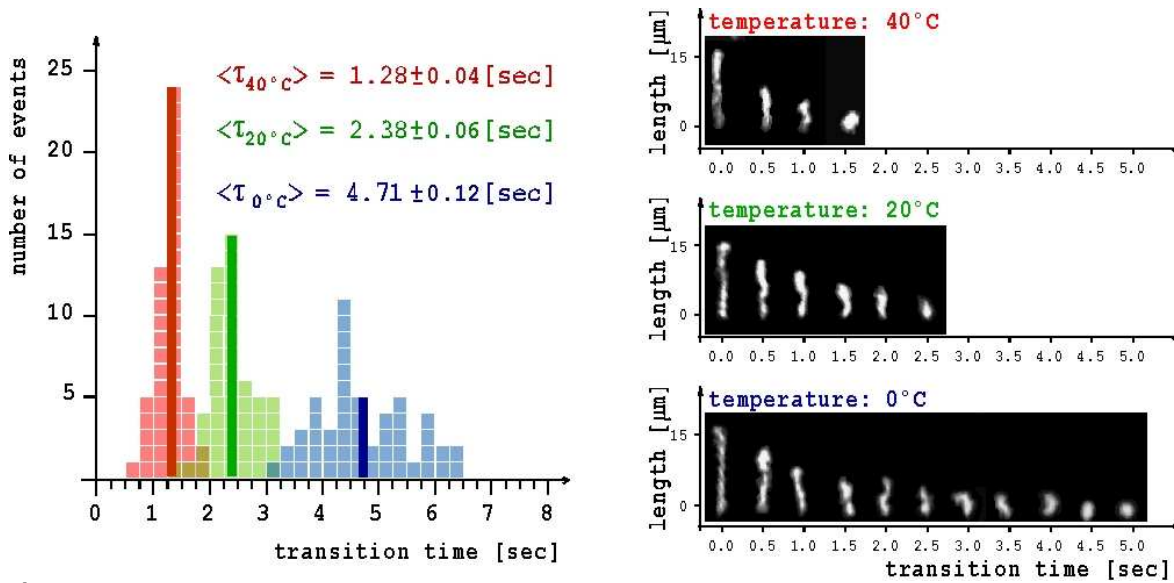 number of events
25
20
15
10
5
<τ40°C> = 1.28±0.04[sec]
<τ20°C> = 2.38±0.06[sec]
<τ0°C> = 4.71±0.12[sec]
0 1 2 3 4 5 6 7 8
transition time [sec]
temperature: 40°C
length [µm]
15
0
0.0 0.5 1.0 1.5 2.0 2.5 3.0 3.5 4.0 4.5 5.0
temperature: 20°C
length [µm]
15
0
0.0 0.5 1.0 1.5 2.0 2.5 3.0 3.5 4.0 4.5 5.0
temperature: 0°C
length [µm]
15
0
0.0 0.5 1.0 1.5 2.0 2.5 3.0 3.5 4.0 4.5 5.0
transition time [sec]